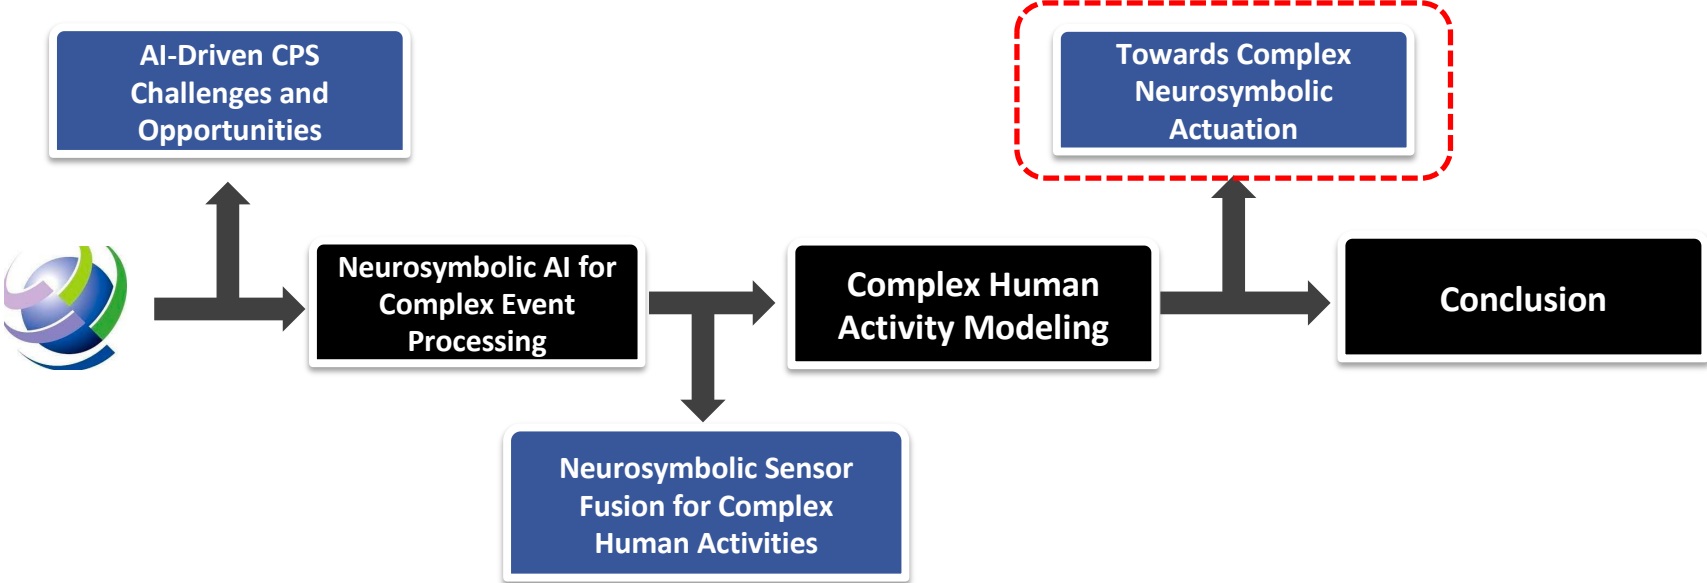 AI-Driven CPS
Challenges and
Opportunities
Neurosymbolic AI for
Complex Event
Processing
Neurosymbolic Sensor
Fusion for Complex
Human Activities
Complex Human
Activity Modeling
Towards Complex
Neurosymbolic
Actuation
Conclusion